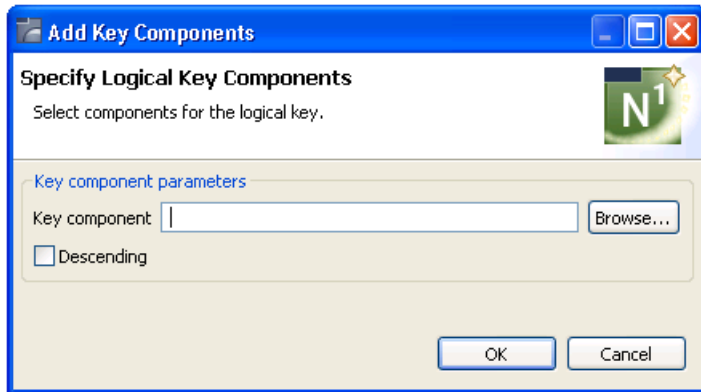 Add Key Components
Specify Logical Key Components
Select components for the logical key.
N1
Key component parameters
Key component Browse...
Descending
OK Cancel